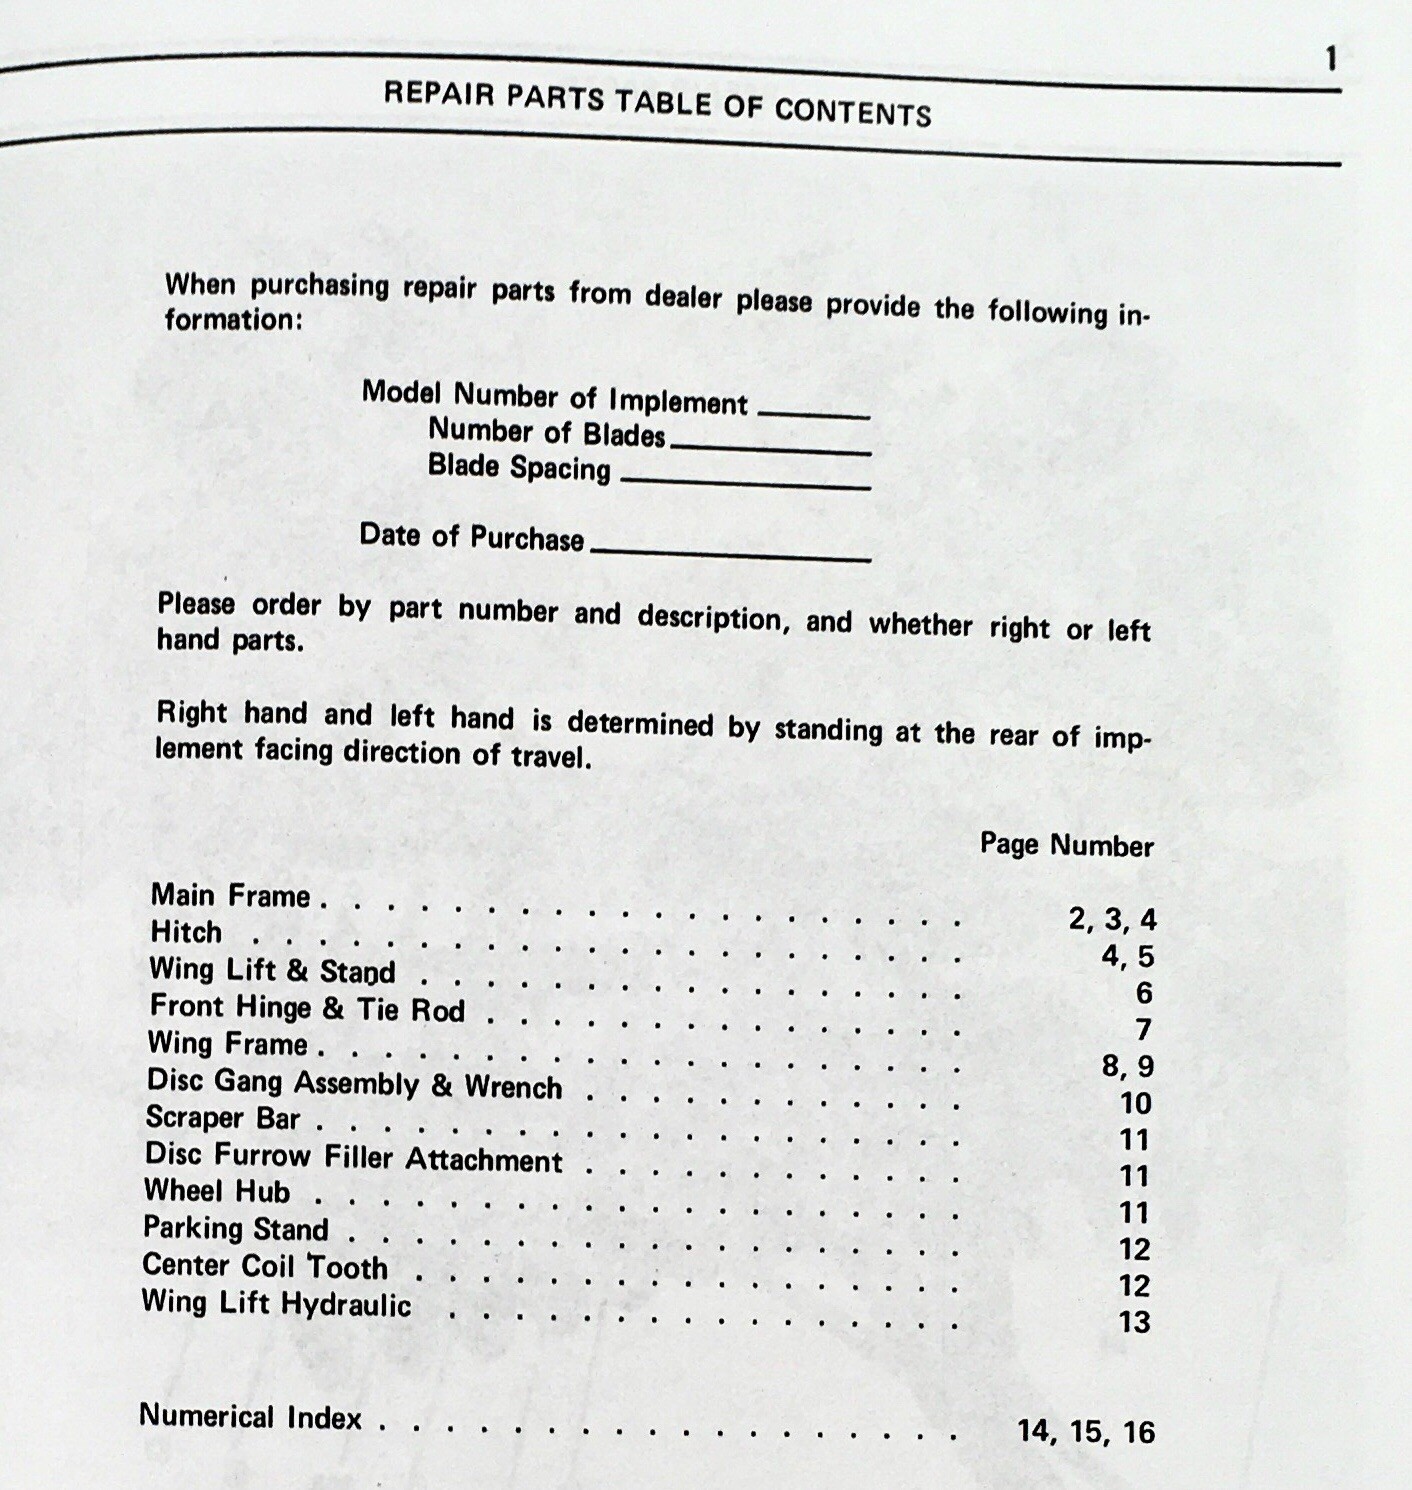 1
REPAIR PARTS TABLE OF CONTENTS
When purchasing repair parts from dealer please provide the following in-
formation:
Model Number of Implement ______
Number of Blades ______
Blade Spacing ______
Date of Purchase ______
Please order by part number and description, and whether right or left
hand parts.
Right hand and left hand is determined by standing at the rear of imp-
lement facing direction of travel.
Page Number
Main Frame . . . . . . . . . . . . . . . . . . . . 2, 3, 4
Hitch . . . . . . . . . . . . . . . . . . . . . . 4, 5
Wing Lift & Stand . . . . . . . . . . . . . . . . . 6
Front Hinge & Tie Rod . . . . . . . . . . . . . . . 7
Wing Frame . . . . . . . . . . . . . . . . . . . . 8, 9
Disc Gang Assembly & Wrench . . . . . . . . . . . . 10
Scraper Bar . . . . . . . . . . . . . . . . . . . . 11
Disc Furrow Filler Attachment . . . . . . . . . . . . 11
Wheel Hub . . . . . . . . . . . . . . . . . . . . 11
Parking Stand . . . . . . . . . . . . . . . . . . . 12
Center Coil Tooth . . . . . . . . . . . . . . . . . 12
Wing Lift Hydraulic . . . . . . . . . . . . . . . . 13
Numerical Index . . . . . . . . . . . . . . . . . . 14, 15, 16